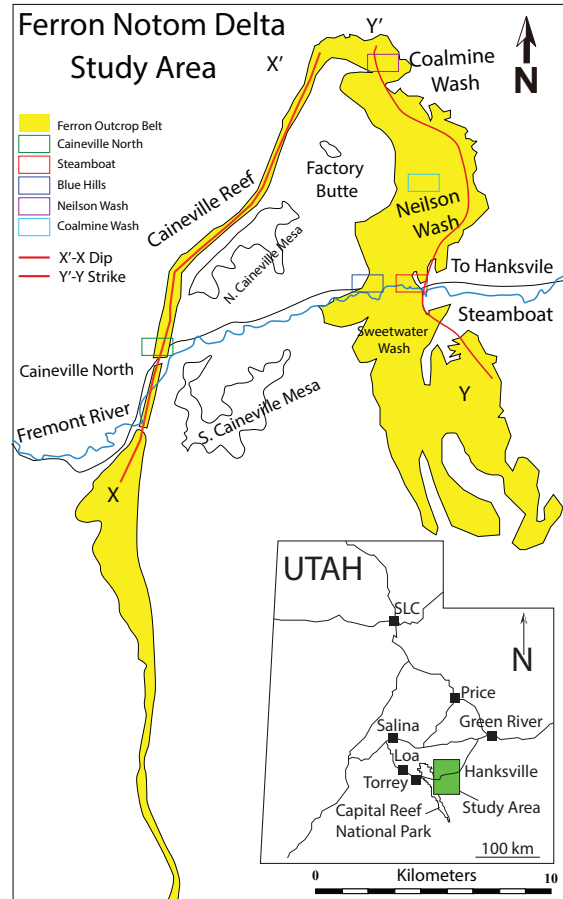 Ferron Notom Delta
Study Area
X'
Y'
Coalmine
Wash
N
Ferron Outcrop Belt
Caineville North
Steamboat
Blue Hills
Neilson Wash
Coalmine Wash
X'-X Dip
Y'-Y Strike
Caineville Reef
Factory
Butte
Neilson
Wash
N. Caineville Mesa
To Hanksvile
Steamboat
Sweetwater
Wash
Caineville North
Fremont River
S. Caineville Mesa
X
Y
UTAH
SLC
N
Price
Salina
Green River
Loa
Hanksville
Torrey
Study Area
Capital Reef
National Park
100 km
0 Kilometers 10